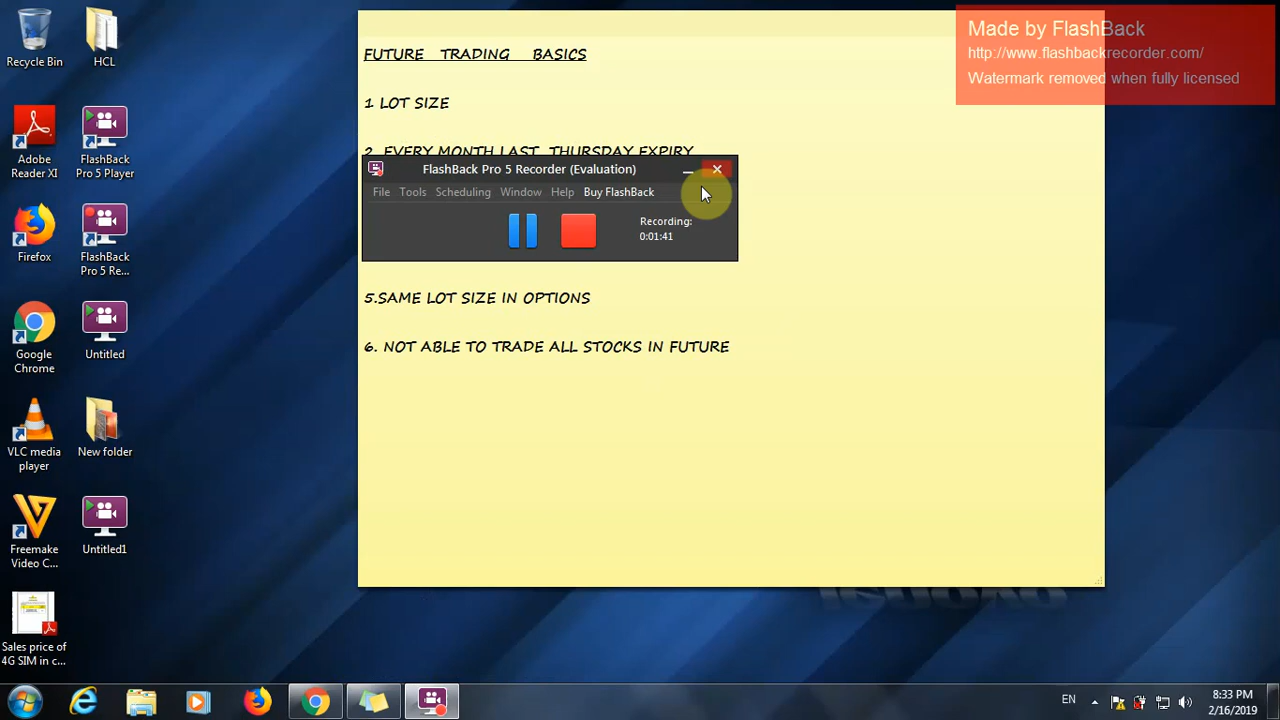 Recycle Bin
HCL
Adobe
Reader XI
FlashBack
Pro 5 Player
Firefox
FlashBack
Pro 5 Re...
Google
Chrome
Untitled
VLC media
player
New folder
Freemake
Video C...
Untitled1
Sales price of
4G SIM in c...
FUTURE TRADING BASICS
1 LOT SIZE
2. EVERY MONTH LAST THURSDAY EXPIRY
FlashBack Pro 5 Recorder (Evaluation)
File Tools Scheduling Window Help Buy FlashBack
Recording:
0:01:41
5.SAME LOT SIZE IN OPTIONS
6. NOT ABLE TO TRADE ALL STOCKS IN FUTURE
Made by FlashBack
http://www.flashbackrecorder.com/
Watermark removed when fully licensed
EN
8:33 PM
2/16/2019